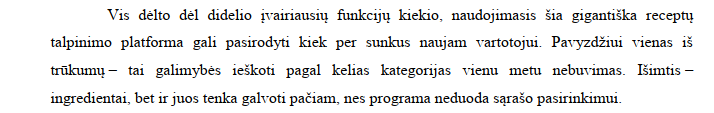 Vis dėlto dėl didelio įvairiausių funkcijų kiekio, naudojimasis šia gigantiška receptų
talpinimo platforma gali pasirodyti kiek per sunkus naujam vartotojui. Pavyzdžiui vienas iš
trūkumų – tai galimybės ieškoti pagal kelias kategorijas vienu metu nebuvimas. Išimtis –
ingredientai, bet ir juos tenka galvoti pačiam, nes programa neduoda sąrašo pasirinkimui.